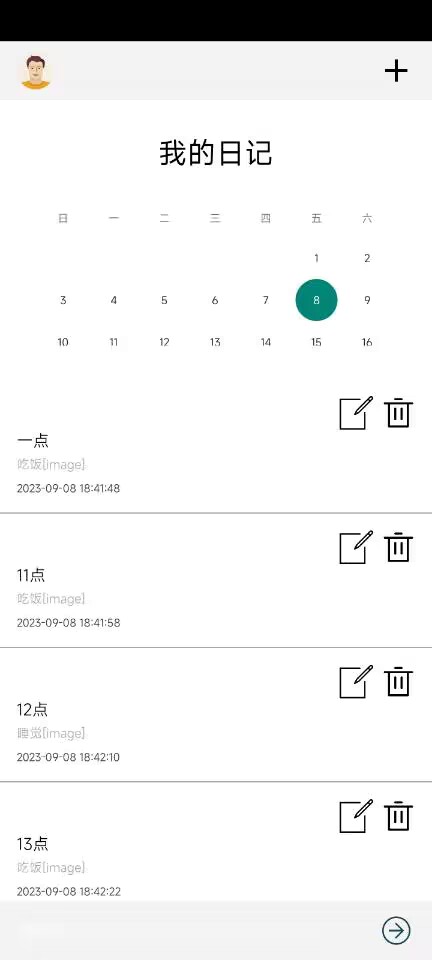 我的日记
日 一 二 三 四 五 六
1 2
3 4 5 6 7 8 9
10 11 12 13 14 15 16
一点
吃饭[image]
2023-09-08 18:41:48
11点
吃饭[image]
2023-09-08 18:41:58
12点
睡觉[image]
2023-09-08 18:42:10
13点
吃饭[image]
2023-09-08 18:42:22